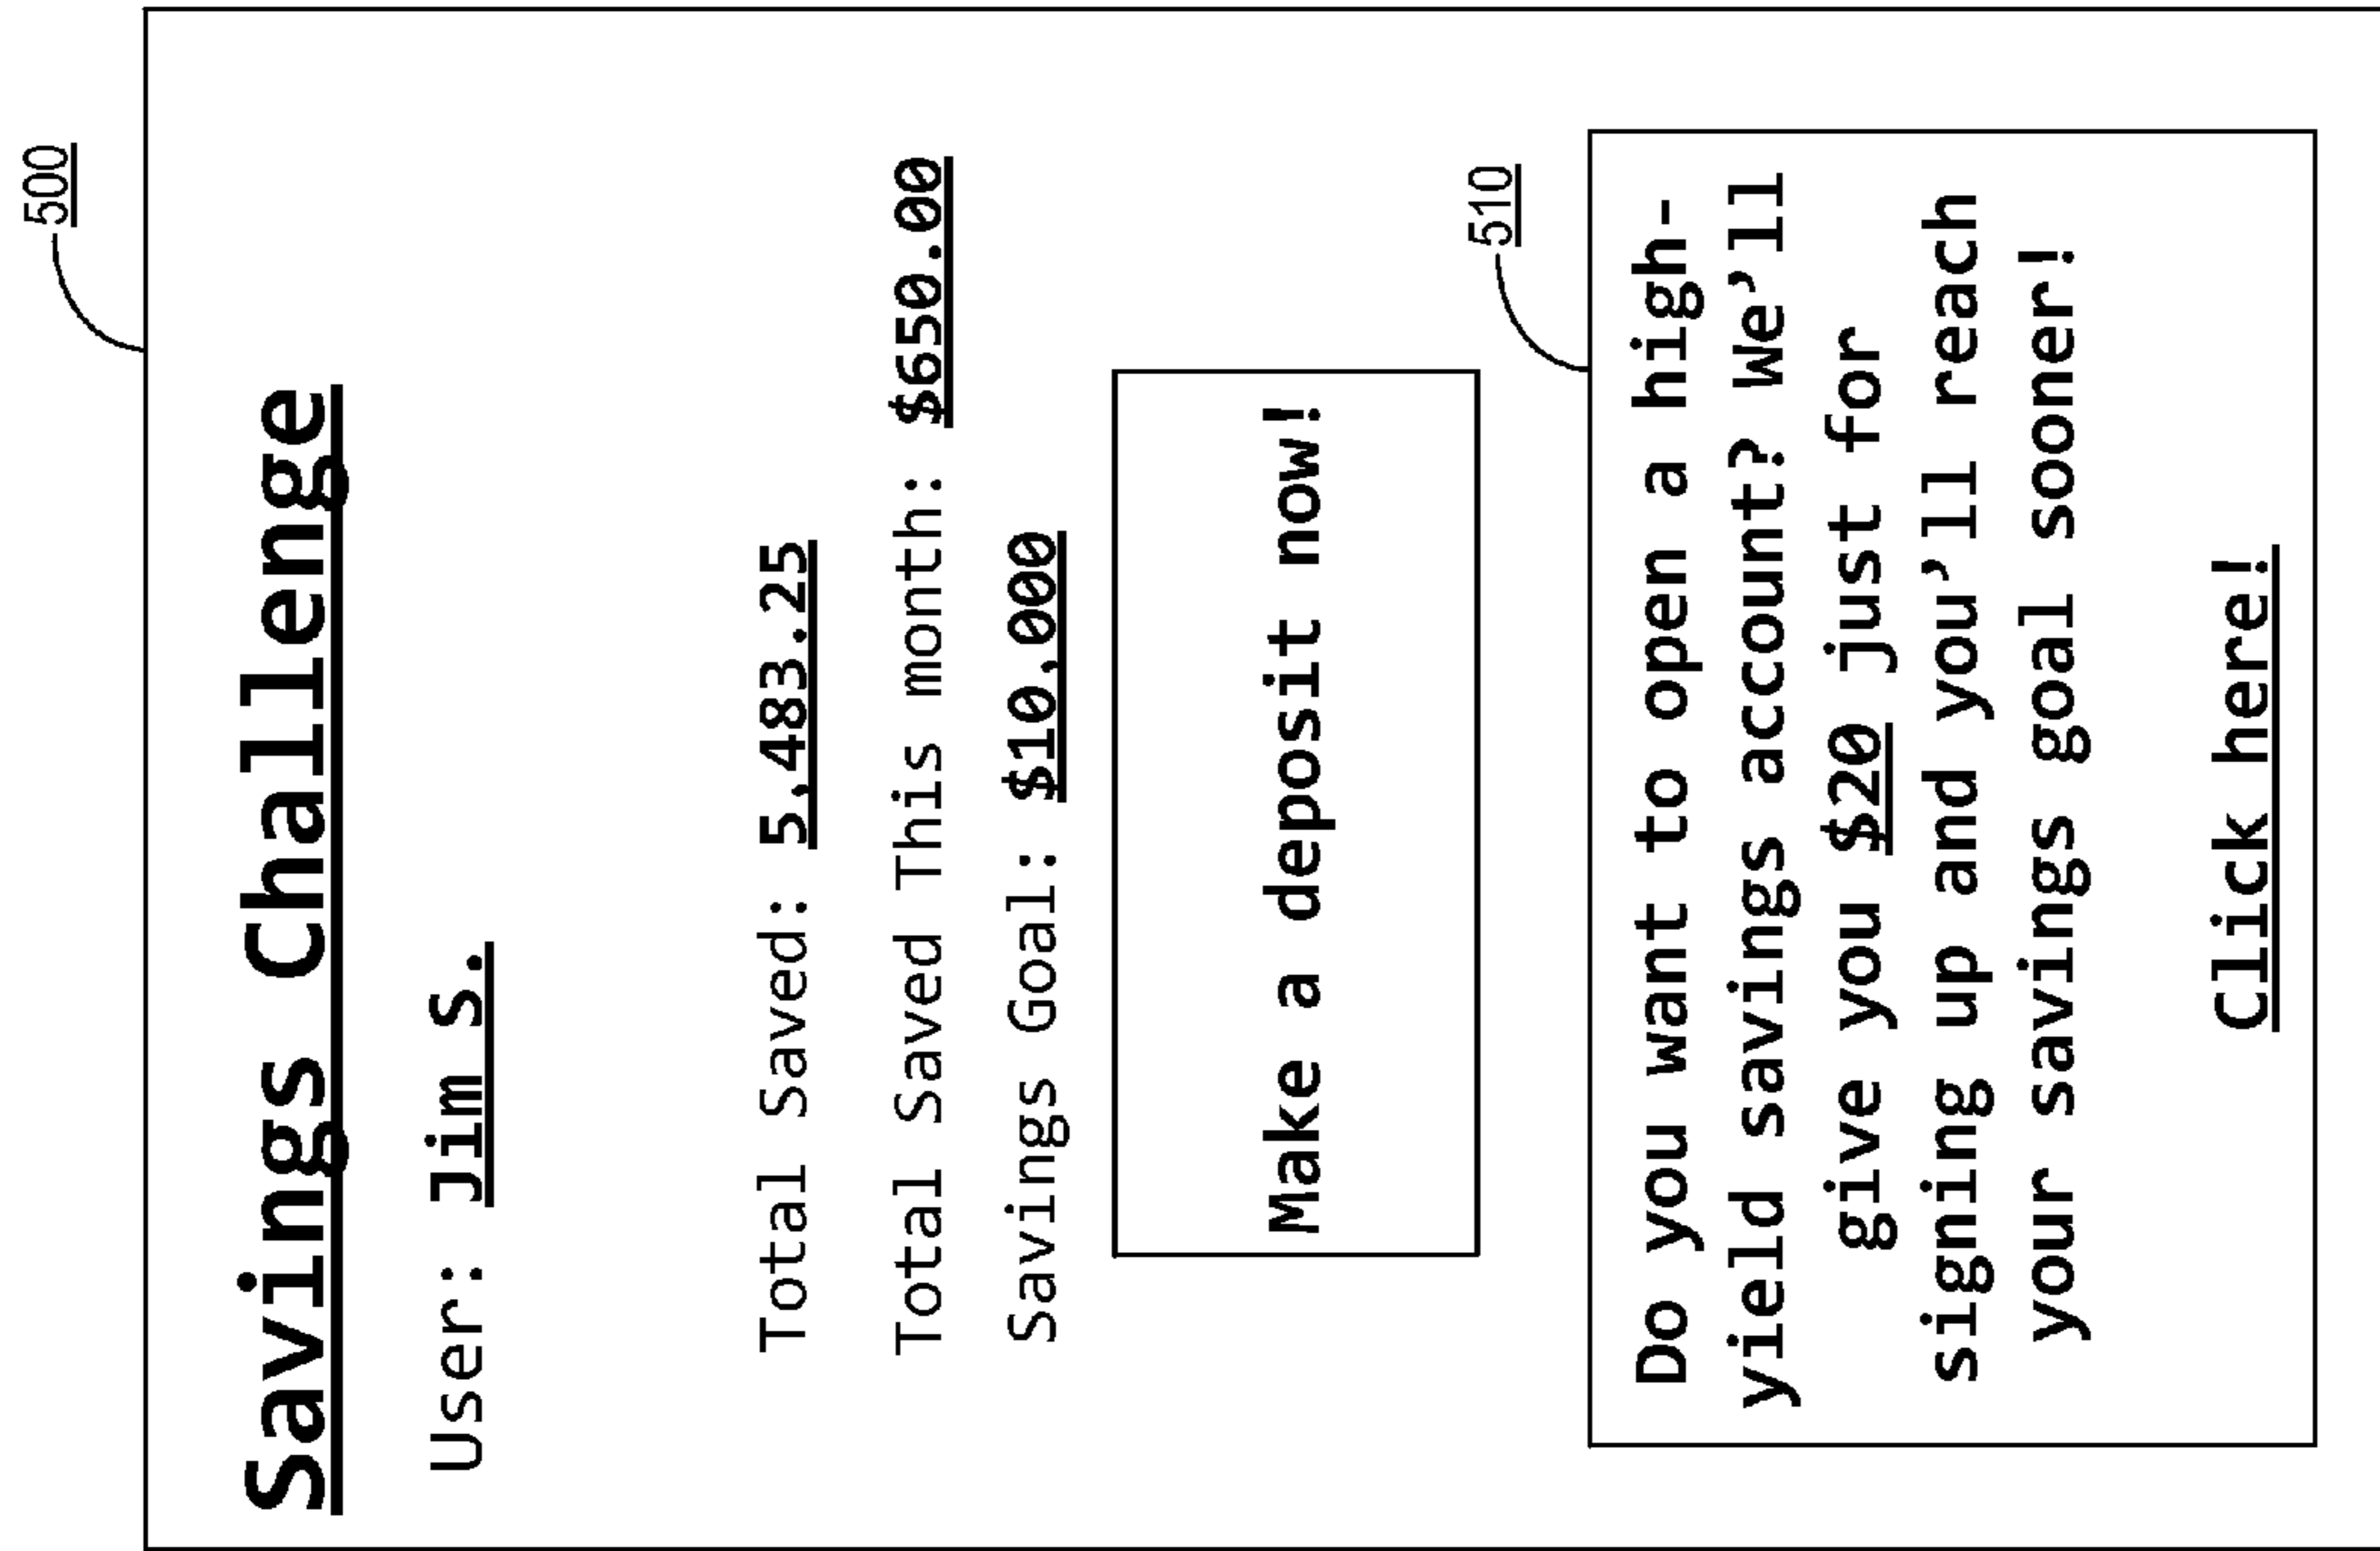 500
Savings Challenge
User: Jim S.
Total Saved: 5,483.25
Total Saved This month: $650.00
Savings Goal: $10,000
Make a deposit now!
510
Do you want to open a high-
yield savings account? We’ll
give you $20 just for
signing up and you’ll reach
your savings goal sooner!
Click here!